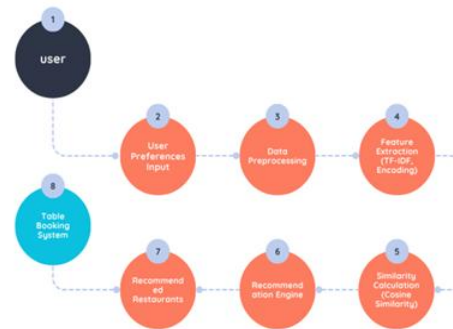 1
user
2
User
Preferences
Input
3
Data
Preprocessing
4
Feature
Extraction
(TF-IDF,
Encoding)
8
Table
Booking
System
7
Recommend
ed
Restaurants
6
Recommend
ation Engine
5
Similarity
Calculation
(Cosine
Similarity)